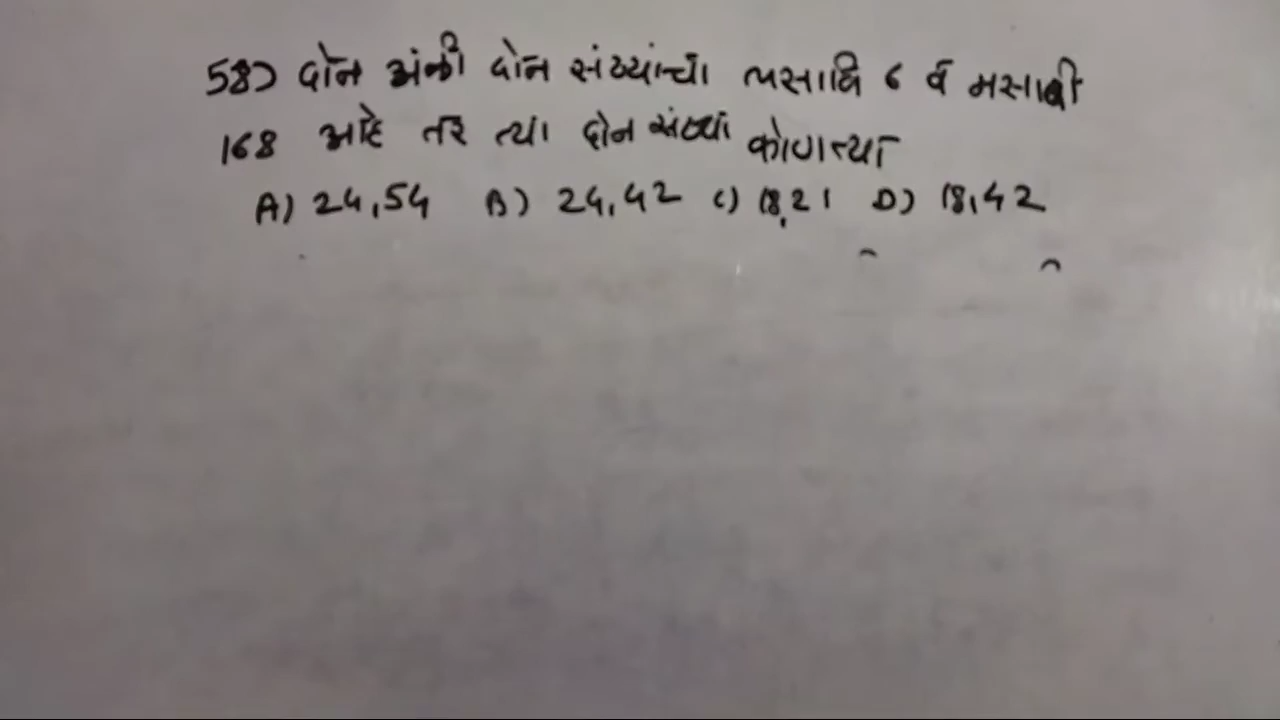 58) दोन अंकी दोन संख्यांचा लसावि 6 व मसावी
168 आहे तर त्या दोन संख्या कोणत्या
A) 24,54 B) 24,42 C) 18,21 D) 18,42